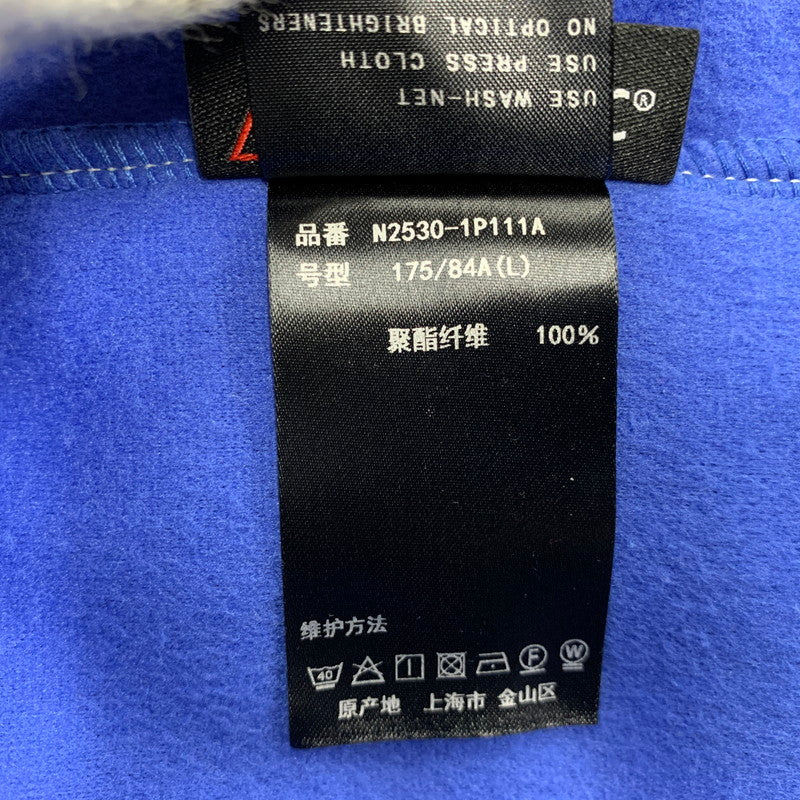 NO OPTICAL BRIGHTENERS
USE PRESS CLOTH
USE WASH-NET
®
品番 N2530-1P111A
号型 175/84A(L)
聚酯纤维 100%
维护方法
40 F W
原产地 上海市 金山区